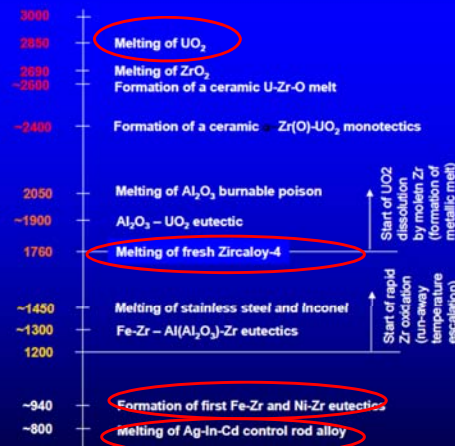 3000
2850 Melting of UO₂
2690 Melting of ZrO₂
~2600 Formation of a ceramic U-Zr-O melt
~2400 Formation of a ceramic α- Zr(O)-UO₂ monotectics
2050 Melting of Al₂O₃ burnable poison
~1900 Al₂O₃ – UO₂ eutectic
1760 Melting of fresh Zircaloy-4
~1450 Melting of stainless steel and Inconel
~1300 Fe-Zr – Al(Al₂O₃)-Zr eutectics
1200
~940 Formation of first Fe-Zr and Ni-Zr eutectics
~800 Melting of Ag-In-Cd control rod alloy
Start of UO2
dissolution
by moletn Zr
(formation of
metallic melt)
Start of rapid
Zr oxidation
(run-away
temperature
escalation)